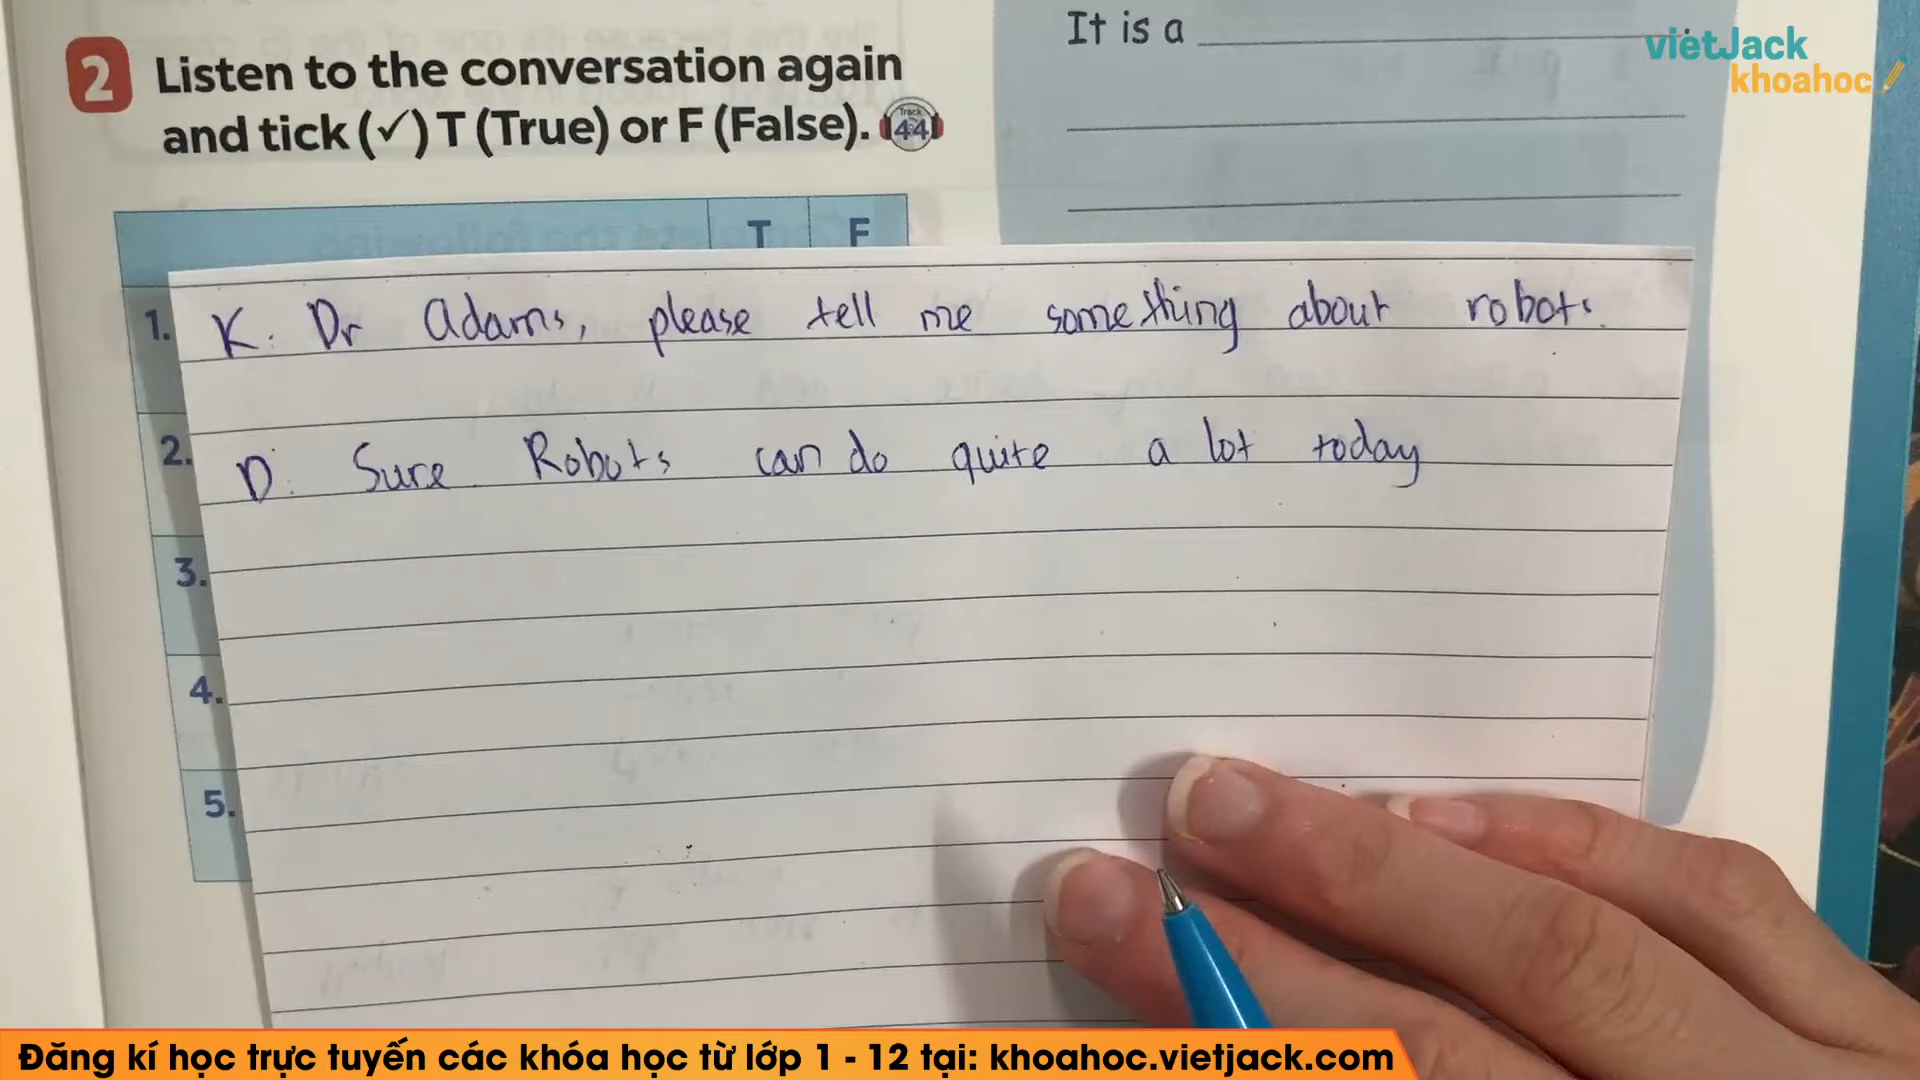 2 Listen to the conversation again
and tick (✓) T (True) or F (False).
Track 44
It is a
T F
1.
2.
3.
4.
5.
K. Dr Adams, please tell me something about robots.
D: Sure. Robots can do quite a lot today
vietJack
khoahoc
Đăng kí học trực tuyến các khóa học từ lớp 1 - 12 tại: khoahoc.vietjack.com